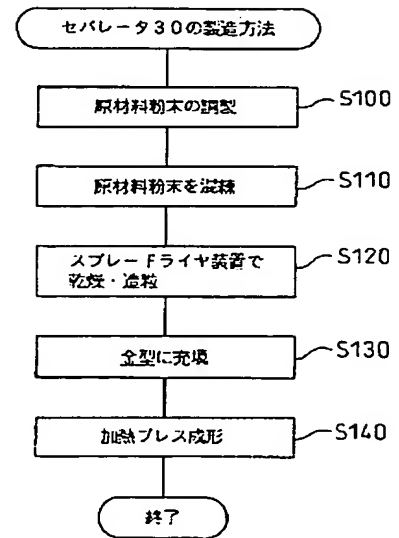 セパレータ30の製造方法
原材料粉末の調製
S100
原材料粉末を混練
S110
スプレードライヤ装置で
乾燥・造粒
S120
金型に充填
S130
加熱プレス成形
S140
終了